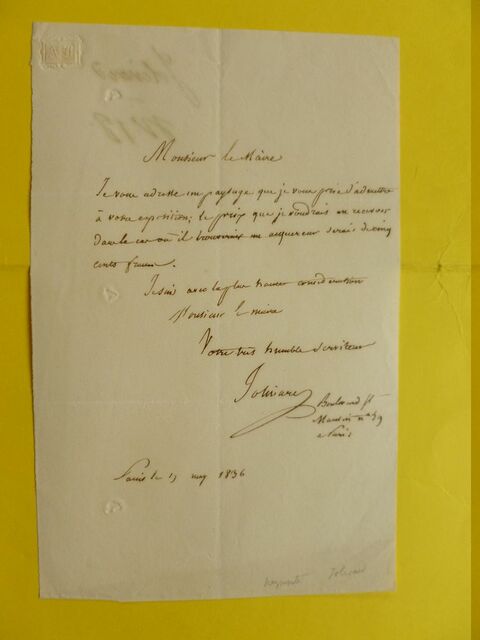 Monsieur le Maire
Je vous adresse un paysage que je vous prie d'admettre
à votre exposition; le prix que je voudrais en recevoir
dans le cas où il trouverait un acquereur serait de cinq
cents francs.
Je suis avec la plus haute considération
Monsieur le maire
Votre très humble serviteur
Jolivard
Boulevard St
Martin n° 59
a Paris
Paris le 17 may 1836
Jolivard